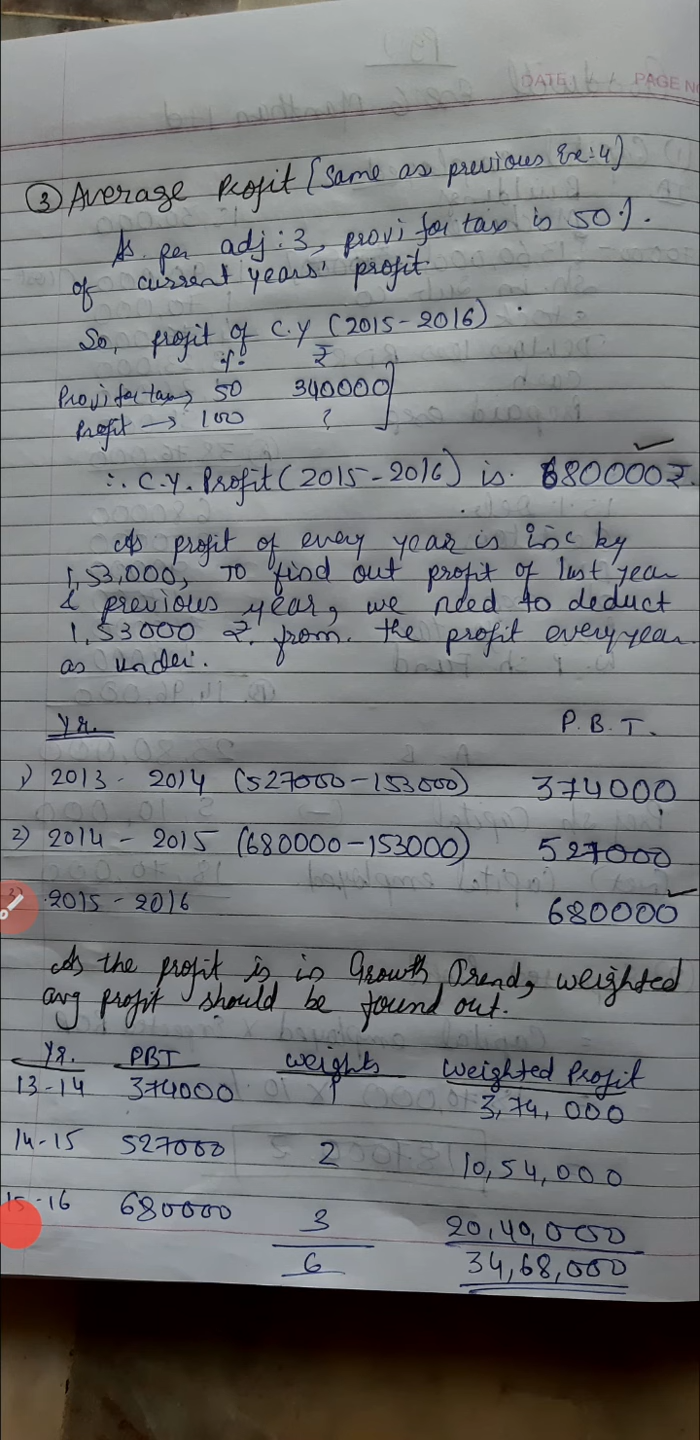 DATE PAGE NO
③ Average Profit [Same as previous Ex:4]
As per adj:3, provi for tax is 50%.
of current years' profit
So, profit of C.Y (2015-2016)
% ₹
Provi for tax → 50 340000
Profit → 100 ?
∴ C.Y. Profit (2015-2016) is 680000₹.
As profit of every year is inc by
1,53,000, TO find out profit of last year
& previous year, we need to deduct
1,53000 ₹. from the profit every year
as under.
Yr. P.B.T.
1) 2013 - 2014 (527000-153000) 374000
2) 2014 - 2015 (680000-153000) 527000
2015 - 2016 680000
As the profit is in Growth Trend, weighted
avg profit should be found out.
Yr. PBT Weights Weighted Profit
13-14 374000 1 3,74,000
14-15 527000 2 10,54,000
15-16 680000 3 20,40,000
6 34,68,000